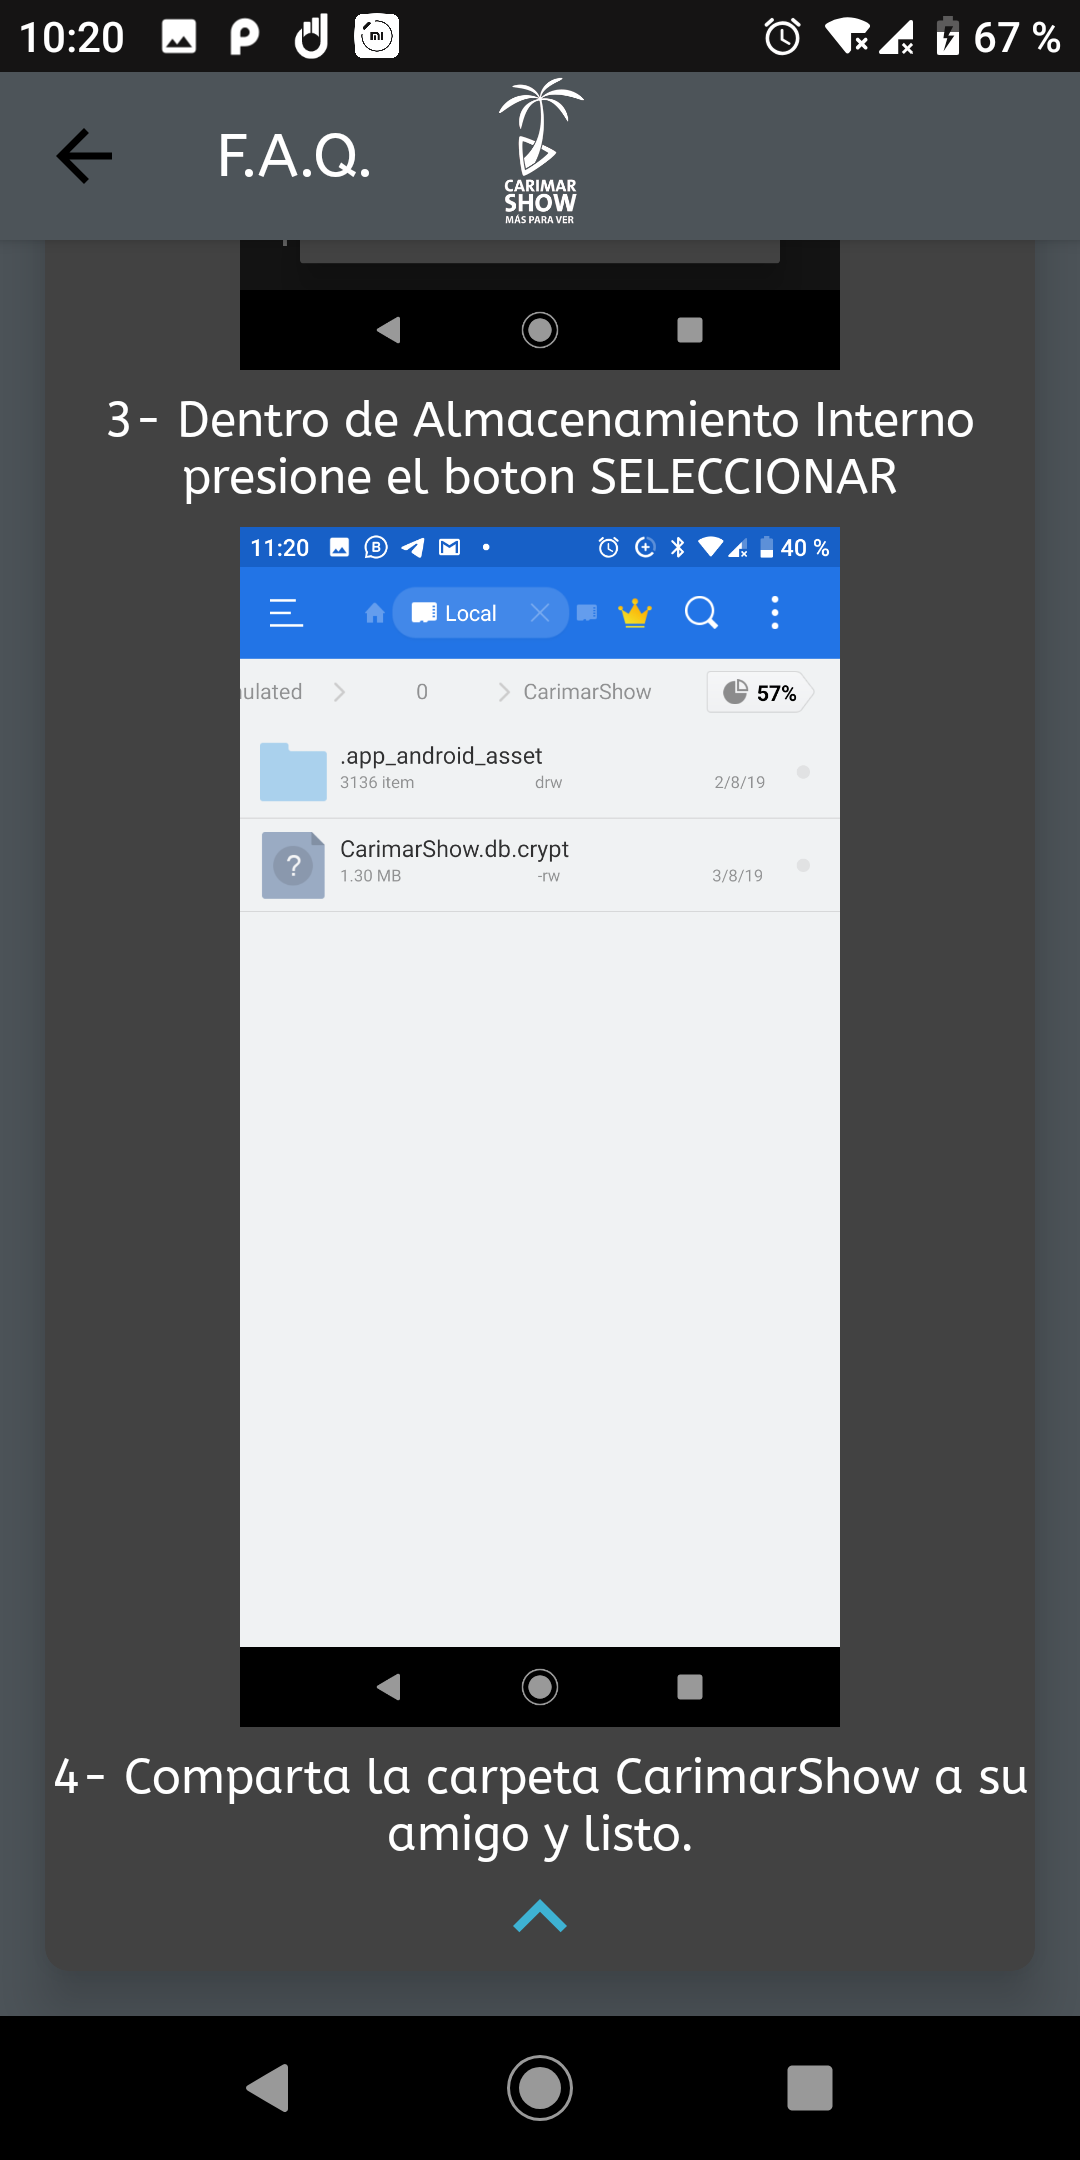 10:20
67 %
F.A.Q.
CARIMAR
SHOW
MÁS PARA VER
3- Dentro de Almacenamiento Interno
presione el boton SELECCIONAR
11:20
40 %
Local
ulated
0
CarimarShow
57%
.app_android_asset
3136 item
drw
2/8/19
CarimarShow.db.crypt
1.30 MB
-rw
3/8/19
4- Comparta la carpeta CarimarShow a su
amigo y listo.